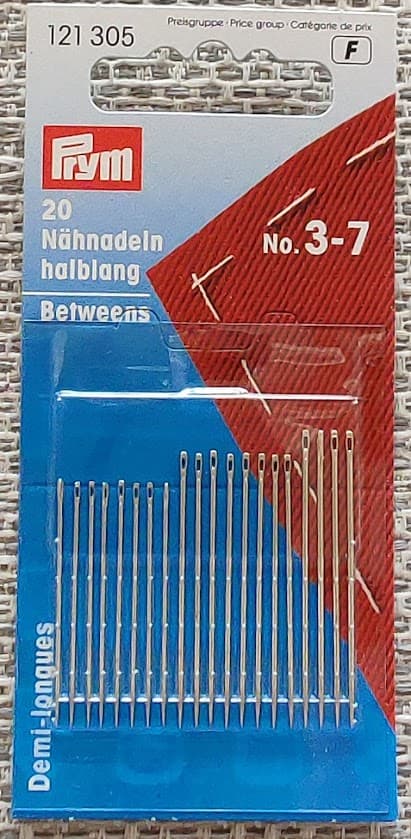 Preisgruppe · Price group · Catégorie de prix
121 305
F
Prym
20
Nähnadeln
halblang
No. 3-7
Betweens
Demi-longues